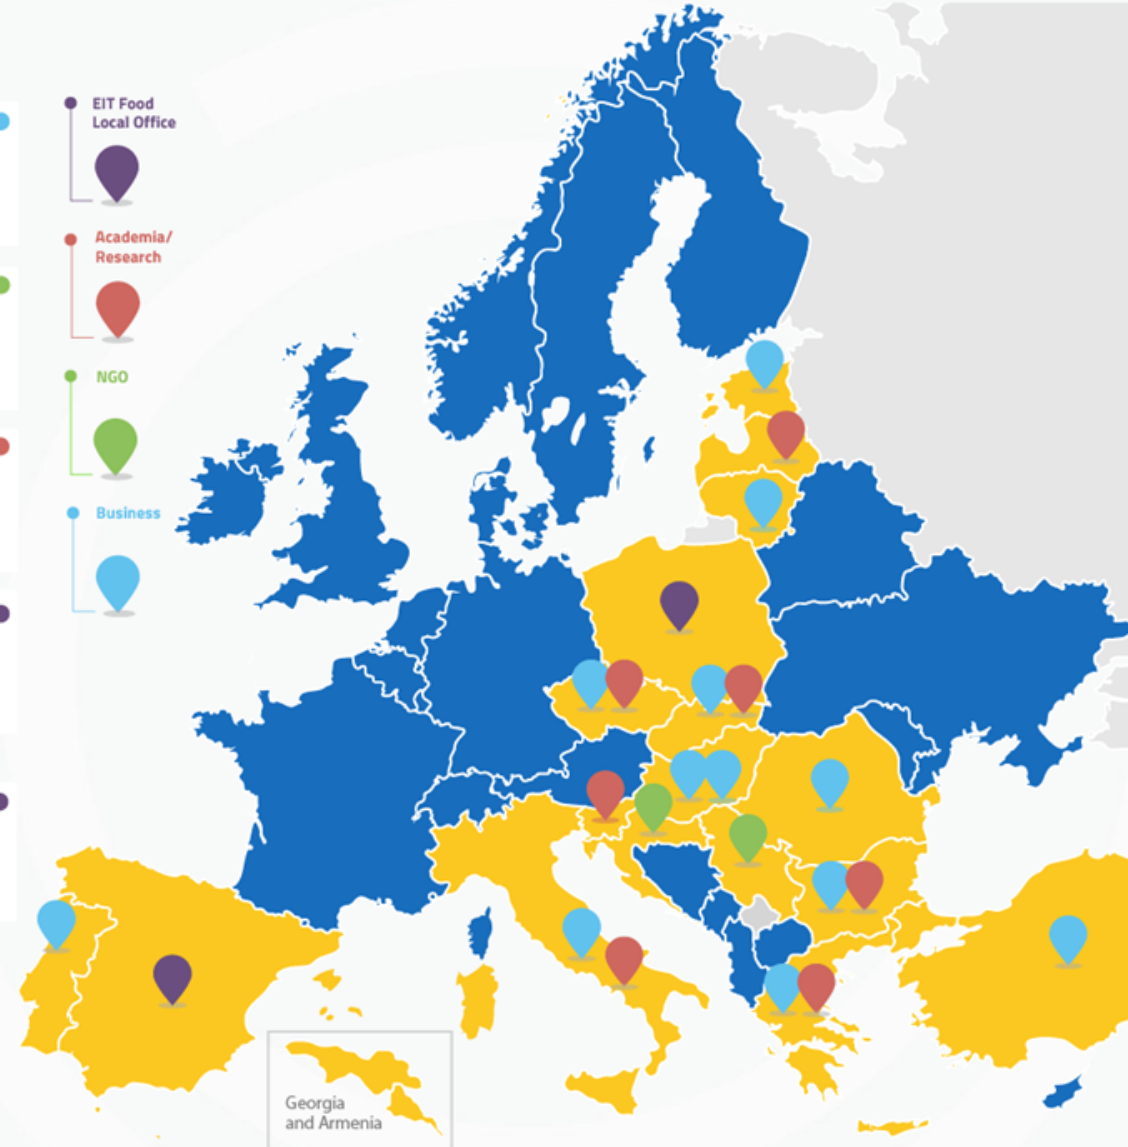 EIT Food
Local Office
Academia/
Research
NGO
Business
Georgia
and Armenia